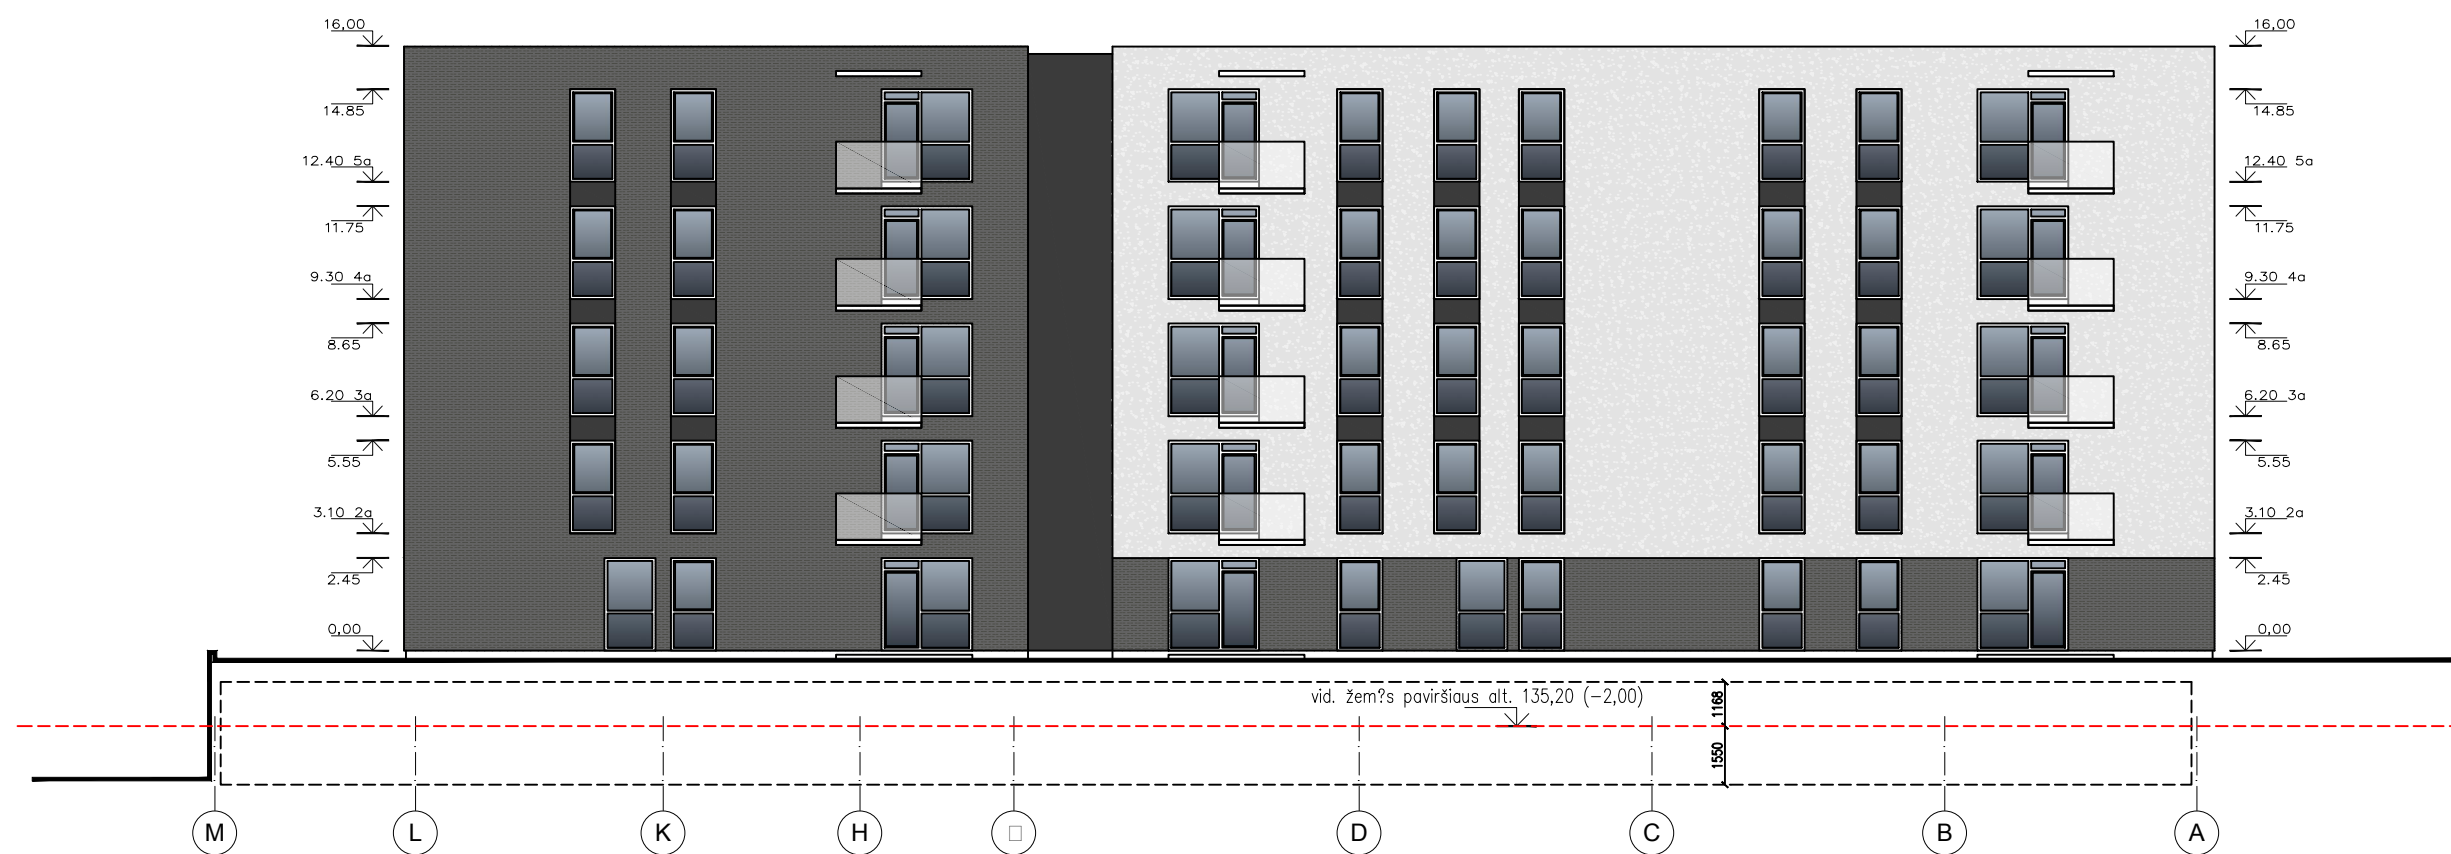 16,00
14.85
12.40 5a
11.75
9.30 4a
8.65
6.20 3a
5.55
3.10 2a
2.45
0,00
16,00
14.85
12.40 5a
11.75
9.30 4a
8.65
6.20 3a
5.55
3.10 2a
2.45
0,00
vid. žem?s paviršiaus alt. 135,20 (-2,00)
1168
1550
M L K H □ D C B A